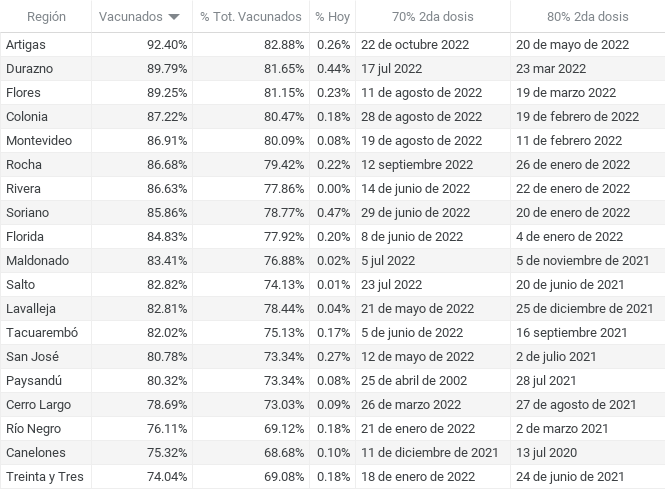 Región Vacunados % Tot. Vacunados % Hoy 70% 2da dosis 80% 2da dosis
Artigas 92.40% 82.88% 0.26% 22 de octubre 2022 20 de mayo de 2022
Durazno 89.79% 81.65% 0.44% 17 jul 2022 23 mar 2022
Flores 89.25% 81.15% 0.23% 11 de agosto de 2022 19 de marzo 2022
Colonia 87.22% 80.47% 0.18% 28 de agosto de 2022 19 de febrero de 2022
Montevideo 86.91% 80.09% 0.08% 19 de agosto de 2022 11 de febrero 2022
Rocha 86.68% 79.42% 0.22% 12 septiembre 2022 26 de enero de 2022
Rivera 86.63% 77.86% 0.00% 14 de junio de 2022 22 de enero de 2022
Soriano 85.86% 78.77% 0.47% 29 de junio de 2022 20 de enero de 2022
Florida 84.83% 77.92% 0.20% 8 de junio de 2022 4 de enero de 2022
Maldonado 83.41% 76.88% 0.02% 5 jul 2022 5 de noviembre de 2021
Salto 82.82% 74.13% 0.01% 23 jul 2022 20 de junio de 2021
Lavalleja 82.81% 78.44% 0.04% 21 de mayo de 2022 25 de diciembre de 2021
Tacuarembó 82.02% 75.13% 0.17% 5 de junio de 2022 16 septiembre 2021
San José 80.78% 73.34% 0.27% 12 de mayo de 2022 2 de julio 2021
Paysandú 80.32% 73.34% 0.08% 25 de abril de 2002 28 jul 2021
Cerro Largo 78.69% 73.03% 0.09% 26 de marzo 2022 27 de agosto de 2021
Río Negro 76.11% 69.12% 0.18% 21 de enero de 2022 2 de marzo 2021
Canelones 75.32% 68.68% 0.10% 11 de diciembre de 2021 13 jul 2020
Treinta y Tres 74.04% 69.08% 0.18% 18 de enero de 2022 24 de junio de 2021